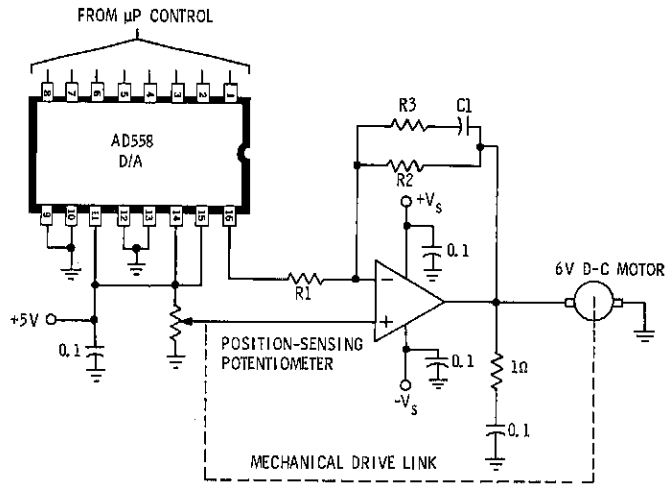 FROM µP CONTROL
8 7 6 5 4 3 2 1
AD558
D/A
9 10 11 12 13 14 15 16
R3
C1
R2
+Vs
0.1
6V D-C MOTOR
R1
−
+
+5V
0.1
POSITION-SENSING
POTENTIOMETER
0.1
−Vs
1Ω
0.1
MECHANICAL DRIVE LINK